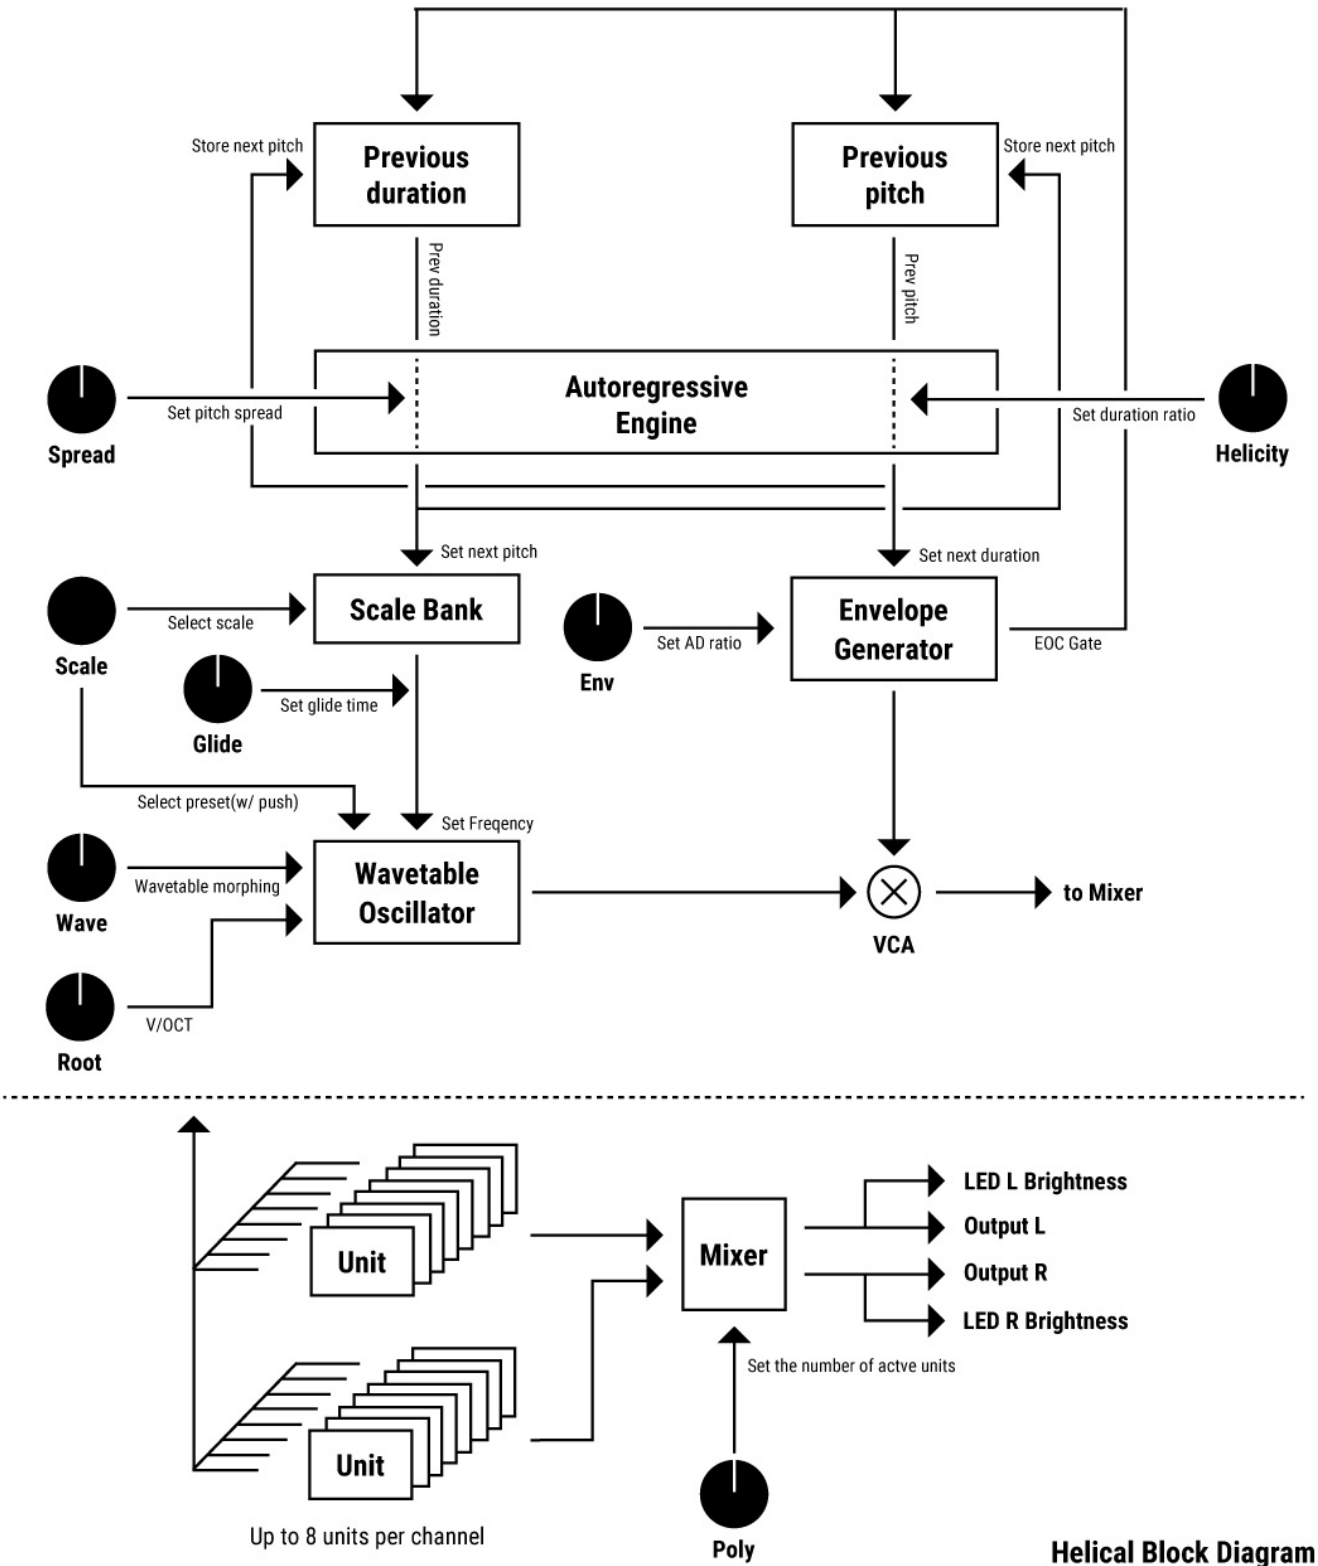 Store next pitch
Previous
duration
Previous
pitch
Store next pitch
Prev duration
Prev pitch
Autoregressive
Engine
Set pitch spread
Spread
Set duration ratio
Helicity
Set next pitch
Set next duration
Scale Bank
Select scale
Scale
Envelope
Generator
Set AD ratio
Env
EOC Gate
Set glide time
Glide
Select preset(w/ push)
Set Freqency
Wavetable
Oscillator
Wavetable morphing
Wave
to Mixer
VCA
V/OCT
Root
Unit
Unit
Up to 8 units per channel
Mixer
LED L Brightness
Output L
Output R
LED R Brightness
Set the number of actve units
Poly
Helical Block Diagram